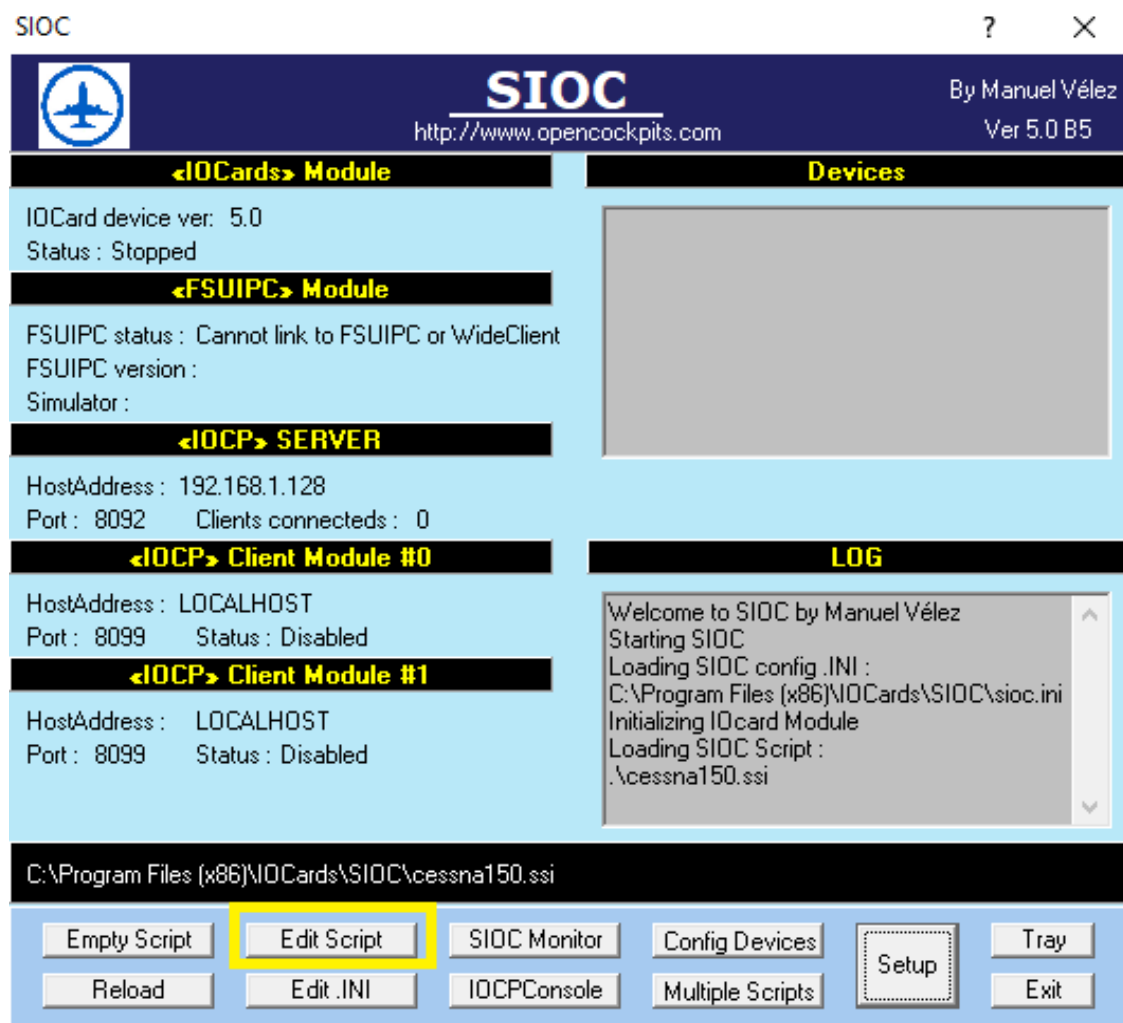 SIOC
?
SIOC
http://www.opencockpits.com
By Manuel Vélez
Ver 5.0 B5
«IOCards» Module
IOCard device ver: 5.0
Status : Stopped
«FSUIPC» Module
FSUIPC status : Cannot link to FSUIPC or WideClient
FSUIPC version :
Simulator :
«IOCP» SERVER
HostAddress : 192.168.1.128
Port : 8092 Clients connecteds : 0
«IOCP» Client Module #0
HostAddress : LOCALHOST
Port : 8099 Status : Disabled
«IOCP» Client Module #1
HostAddress : LOCALHOST
Port : 8099 Status : Disabled
Devices
LOG
Welcome to SIOC by Manuel Vélez
Starting SIOC
Loading SIOC config .INI :
C:\Program Files (x86)\IOCards\SIOC\sioc.ini
Initializing IOcard Module
Loading SIOC Script :
.\cessna150.ssi
C:\Program Files (x86)\IOCards\SIOC\cessna150.ssi
Empty Script Edit Script SIOC Monitor Config Devices Setup Tray
Reload Edit .INI IOCPConsole Multiple Scripts Exit